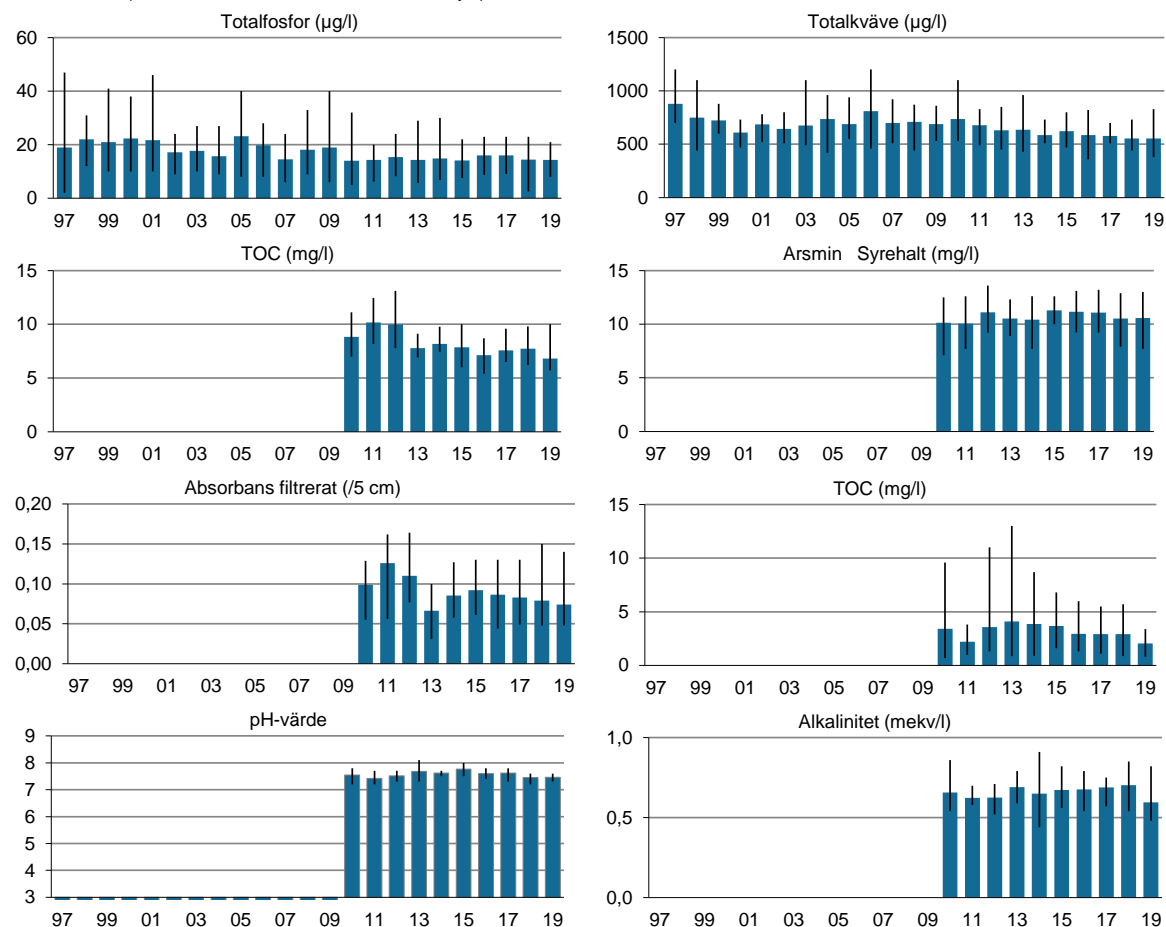 Totalfosfor (µg/l)
60
40
20
0
97 99 01 03 05 07 09 11 13 15 17 19
Totalkväve (µg/l)
1500
1000
500
0
97 99 01 03 05 07 09 11 13 15 17 19
TOC (mg/l)
15
10
5
0
97 99 01 03 05 07 09 11 13 15 17 19
Arsmin Syrehalt (mg/l)
15
10
5
0
97 99 01 03 05 07 09 11 13 15 17 19
Absorbans filtrerat (/5 cm)
0,20
0,15
0,10
0,05
0,00
97 99 01 03 05 07 09 11 13 15 17 19
TOC (mg/l)
15
10
5
0
97 99 01 03 05 07 09 11 13 15 17 19
pH-värde
9
8
7
6
5
4
3
97 99 01 03 05 07 09 11 13 15 17 19
Alkalinitet (mekv/l)
1,0
0,5
0,0
97 99 01 03 05 07 09 11 13 15 17 19